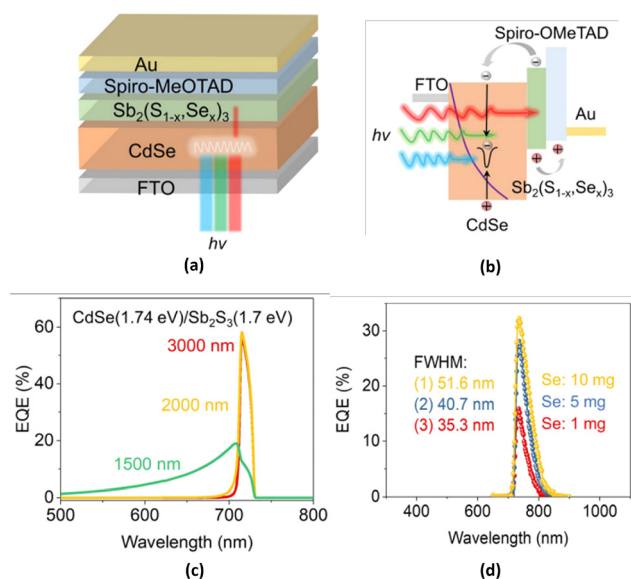 Au
Spiro-MeOTAD
Sb2(S1-x,Sex)3
CdSe
FTO
hv
(a)
Spiro-OMeTAD
FTO
Au
hv
Sb2(S1-x,Sex)3
CdSe
(b)
CdSe(1.74 eV)/Sb2S3(1.7 eV)
3000 nm
2000 nm
1500 nm
EQE (%)
60
40
20
0
500 600 700 800
Wavelength (nm)
(c)
FWHM:
(1) 51.6 nm Se: 10 mg
(2) 40.7 nm Se: 5 mg
(3) 35.3 nm Se: 1 mg
EQE (%)
30
15
0
400 600 800 1000
Wavelength (nm)
(d)